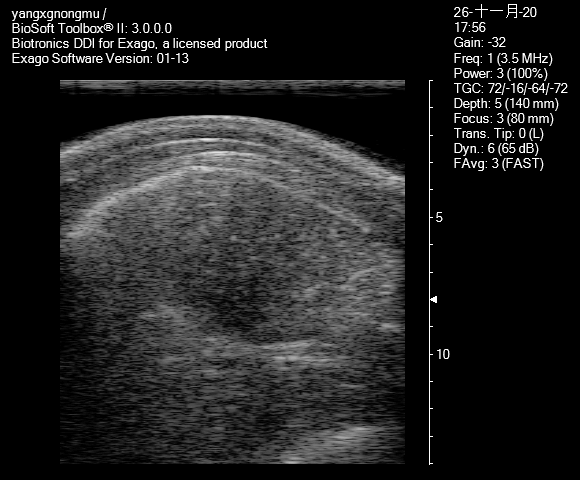 yangxgnongmu /
BioSoft Toolbox® II: 3.0.0.0
Biotronics DDI for Exago, a licensed product
Exago Software Version: 01-13
26-十一月-20
17:56
Gain: -32
Freq: 1 (3.5 MHz)
Power: 3 (100%)
TGC: 72/-16/-64/-72
Depth: 5 (140 mm)
Focus: 3 (80 mm)
Trans. Tip: 0 (L)
Dyn.: 6 (65 dB)
FAvg: 3 (FAST)
5
10